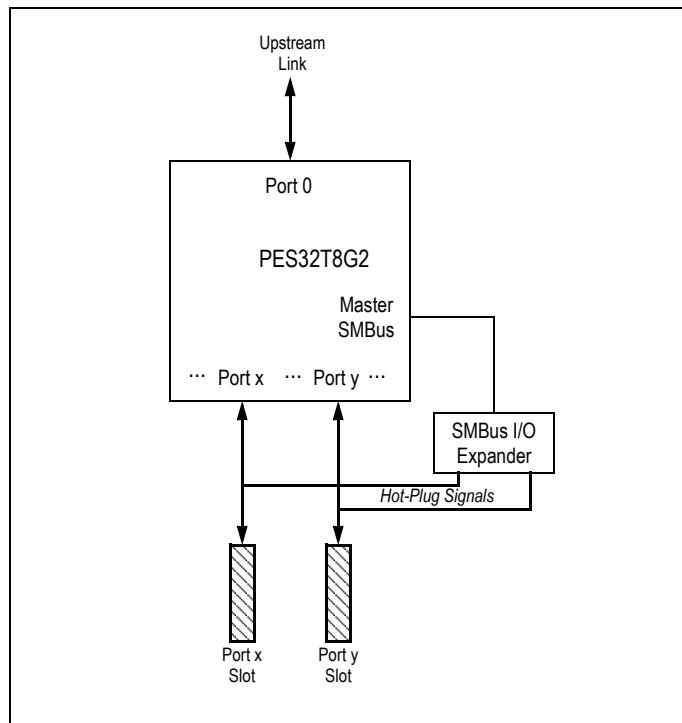 Upstream
Link
Port 0
PES32T8G2
Master
SMBus
... Port x ... Port y ...
SMBus I/O
Expander
Hot-Plug Signals
Port x
Slot
Port y
Slot